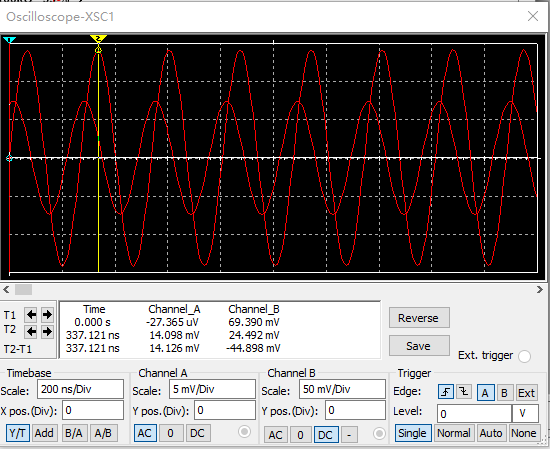 Oscilloscope-XSC1
1 2
T1
T2
T2-T1
Time Channel_A Channel_B
0.000 s -27.365 uV 69.390 mV
337.121 ns 14.098 mV 24.492 mV
337.121 ns 14.126 mV -44.898 mV
Reverse
Save
Ext. trigger
Timebase
Scale: 200 ns/Div
X pos.(Div): 0
Y/T Add B/A A/B
Channel A
Scale: 5 mV/Div
Y pos.(Div): 0
AC 0 DC
Channel B
Scale: 50 mV/Div
Y pos.(Div): 0
AC 0 DC -
Trigger
Edge: A B Ext
Level: 0 V
Single Normal Auto None